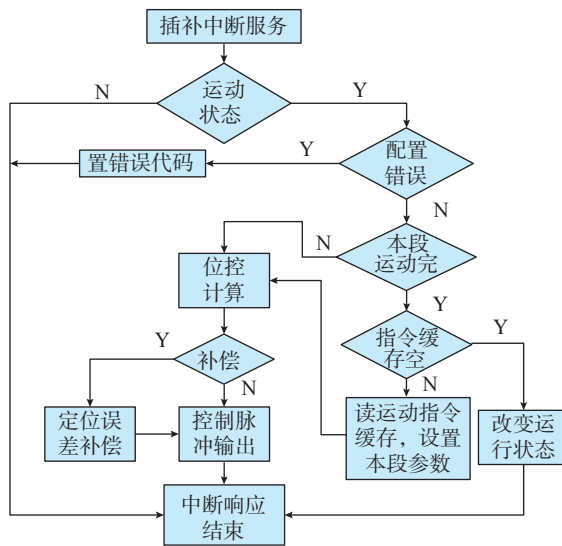 插补中断服务
N
运动
状态
Y
置错误代码
Y
配置
错误
N
N
本段
运动完
位控
计算
Y
指令缓
存空
Y
Y
补偿
N
N
定位误
差补偿
控制脉
冲输出
读运动指令
缓存，设置
本段参数
改变运
行状态
中断响应
结束